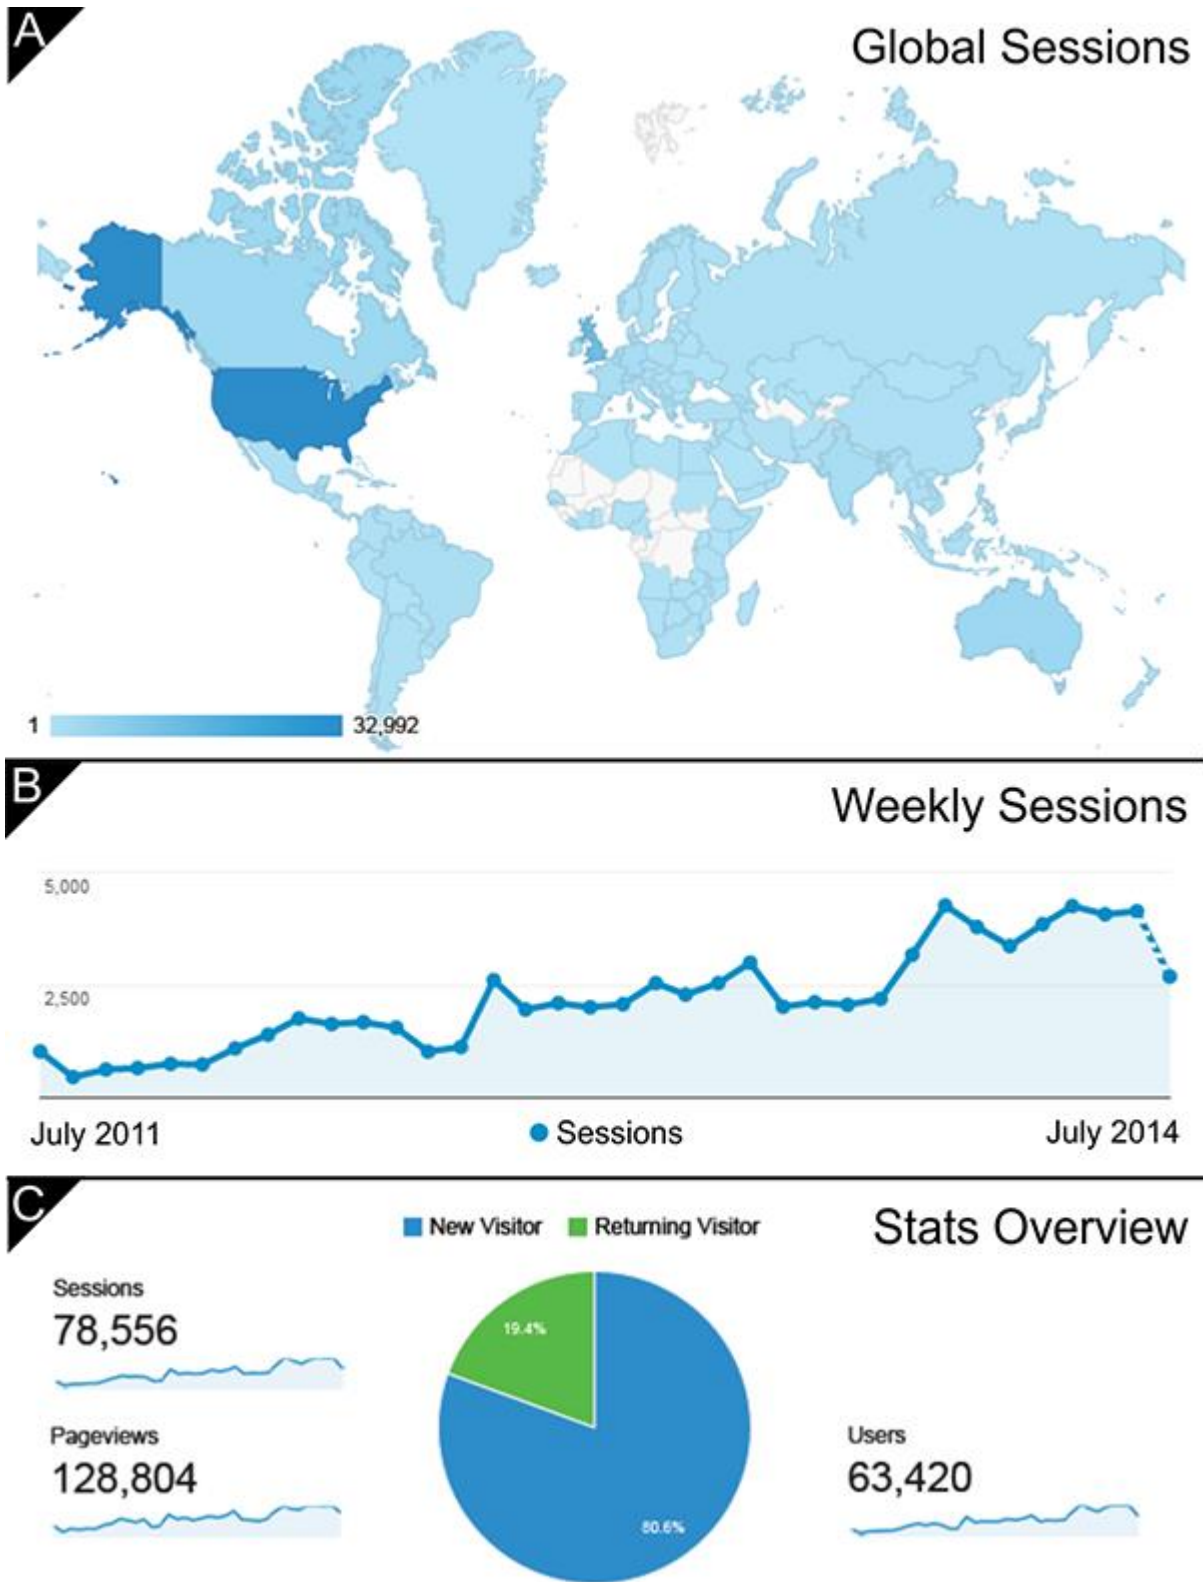 A
Global Sessions
1
32,992
B
Weekly Sessions
5,000
2,500
July 2011
Sessions
July 2014
C
New Visitor
Returning Visitor
Stats Overview
Sessions
78,556
19.4%
Pageviews
128,804
Users
63,420
80.6%